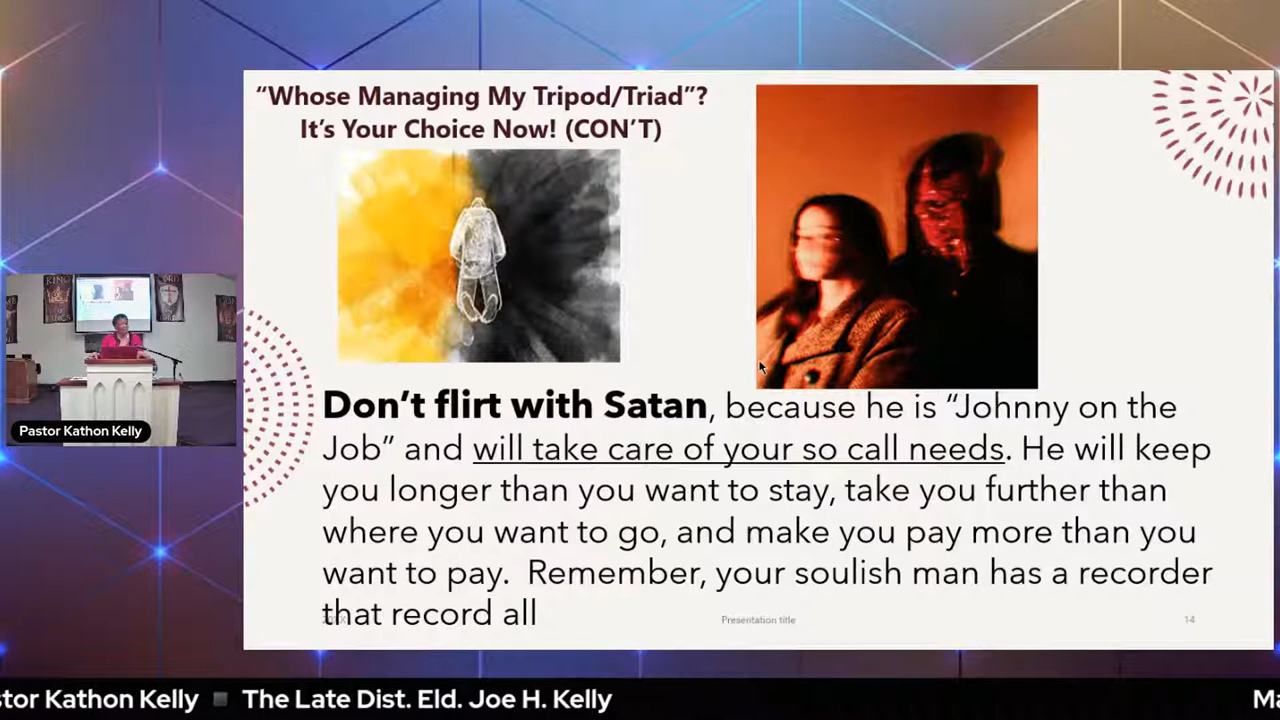 “Whose Managing My Tripod/Triad”?
It’s Your Choice Now! (CON’T)
Don’t flirt with Satan, because he is “Johnny on the
Job” and will take care of your so call needs. He will keep
you longer than you want to stay, take you further than
where you want to go, and make you pay more than you
want to pay. Remember, your soulish man has a recorder
that record all
Presentation title
14
KING
OF
KINGS
Pastor Kathon Kelly
stor Kathon Kelly ▪ The Late Dist. Eld. Joe H. Kelly
Ma